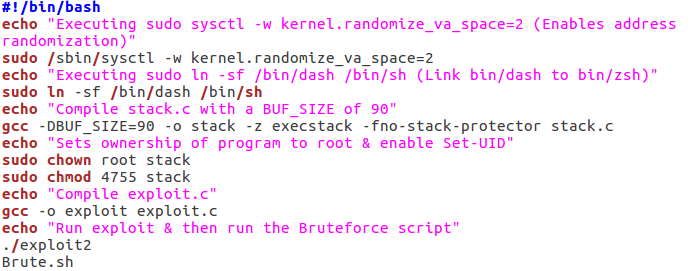 #!/bin/bash
echo "Executing sudo sysctl -w kernel.randomize_va_space=2 (Enables address
randomization)"
sudo /sbin/sysctl -w kernel.randomize_va_space=2
echo "Executing sudo ln -sf /bin/dash /bin/sh (Link bin/dash to bin/zsh)"
sudo ln -sf /bin/dash /bin/sh
echo "Compile stack.c with a BUF_SIZE of 90"
gcc -DBUF_SIZE=90 -o stack -z execstack -fno-stack-protector stack.c
echo "Sets ownership of program to root & enable Set-UID"
sudo chown root stack
sudo chmod 4755 stack
echo "Compile exploit.c"
gcc -o exploit exploit.c
echo "Run exploit & then run the Bruteforce script"
./exploit2
Brute.sh